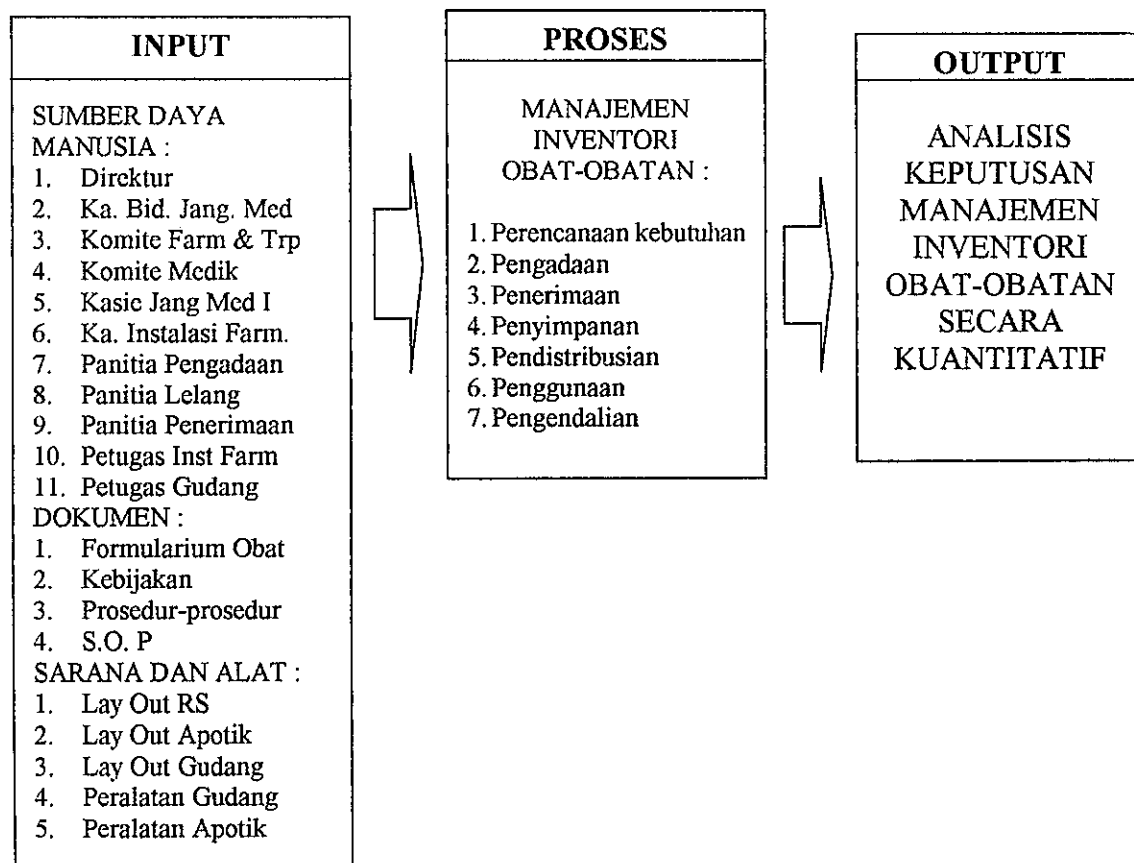 INPUT
SUMBER DAYA
MANUSIA :
1. Direktur
2. Ka. Bid. Jang. Med
3. Komite Farm & Trp
4. Komite Medik
5. Kasie Jang Med I
6. Ka. Instalasi Farm.
7. Panitia Pengadaan
8. Panitia Lelang
9. Panitia Penerimaan
10. Petugas Inst Farm
11. Petugas Gudang
DOKUMEN :
1. Formularium Obat
2. Kebijakan
3. Prosedur-prosedur
4. S.O. P
SARANA DAN ALAT :
1. Lay Out RS
2. Lay Out Apotik
3. Lay Out Gudang
4. Peralatan Gudang
5. Peralatan Apotik
PROSES
MANAJEMEN
INVENTORI
OBAT-OBATAN :
1. Perencanaan kebutuhan
2. Pengadaan
3. Penerimaan
4. Penyimpanan
5. Pendistribusian
6. Penggunaan
7. Pengendalian
OUTPUT
ANALISIS
KEPUTUSAN
MANAJEMEN
INVENTORI
OBAT-OBATAN
SECARA
KUANTITATIF